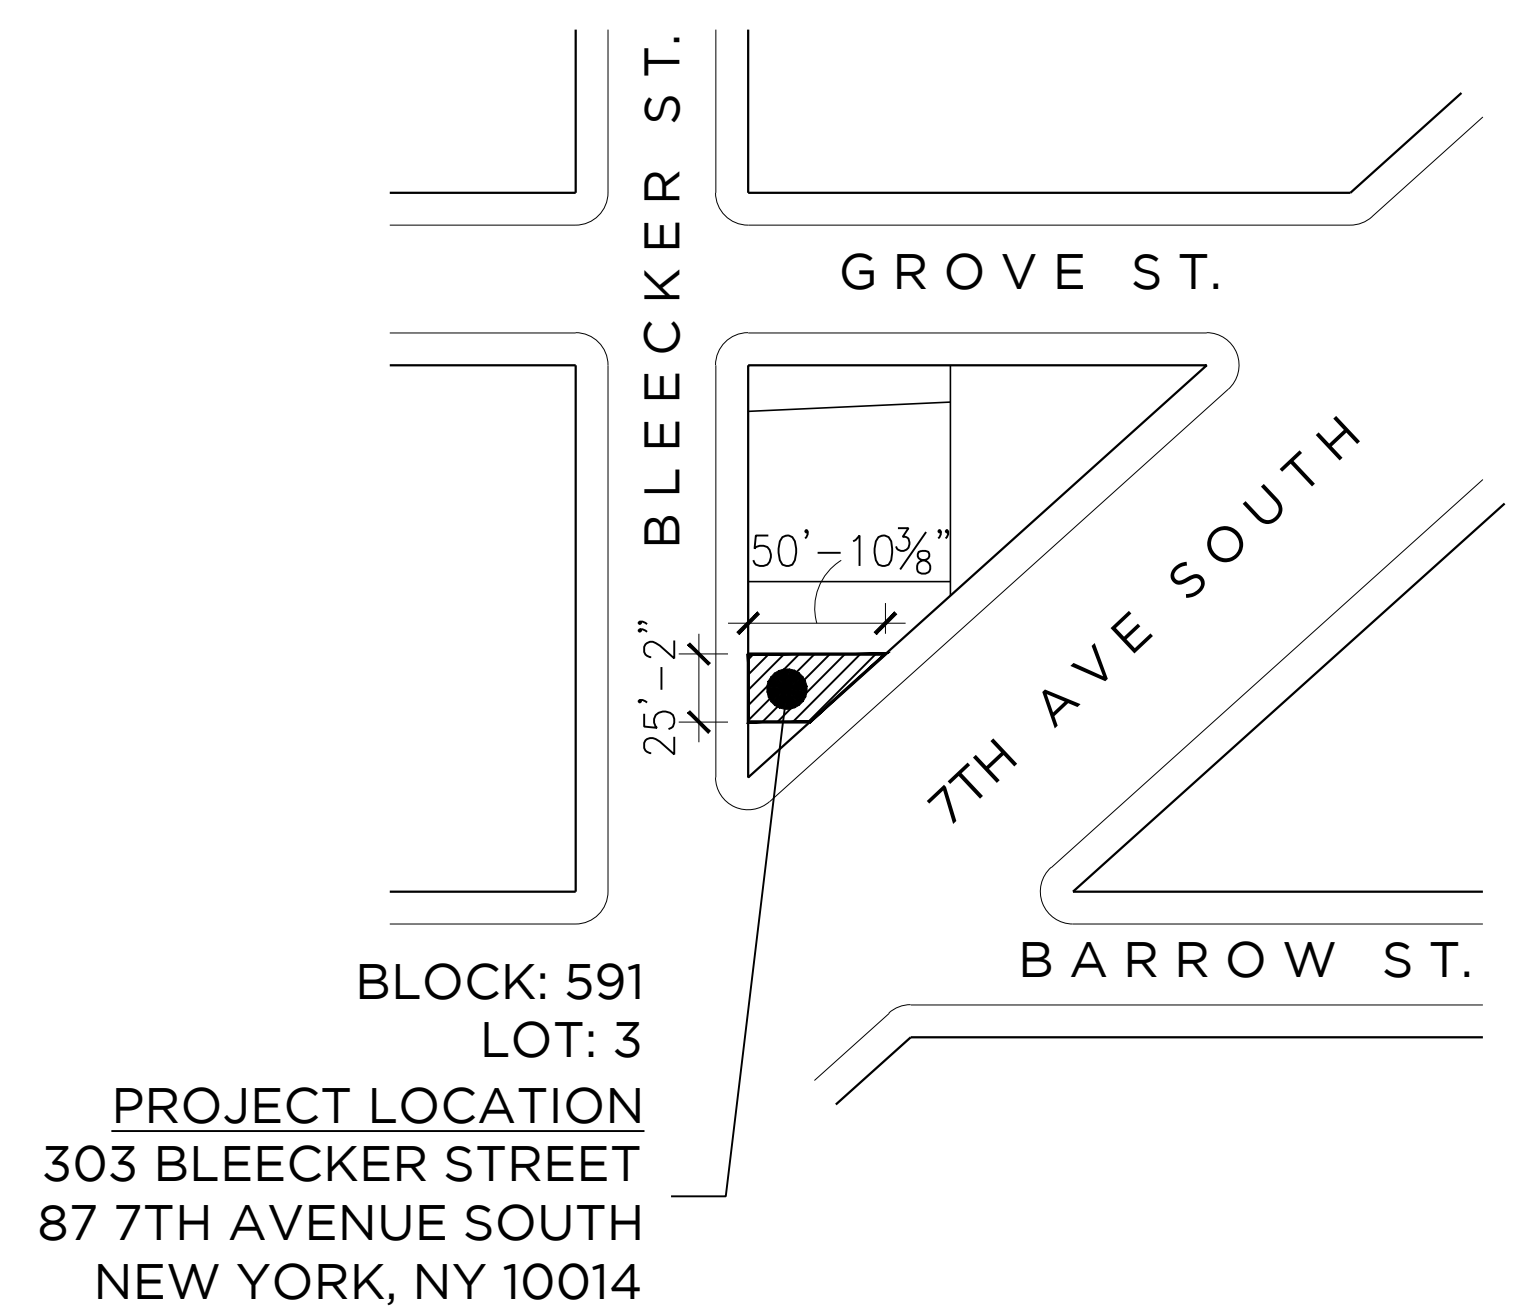 BLEECKER ST.
GROVE ST.
50'-10⅜"
25'-2"
7TH AVE SOUTH
BARROW ST.
BLOCK: 591
LOT: 3
PROJECT LOCATION
303 BLEECKER STREET
87 7TH AVENUE SOUTH
NEW YORK, NY 10014